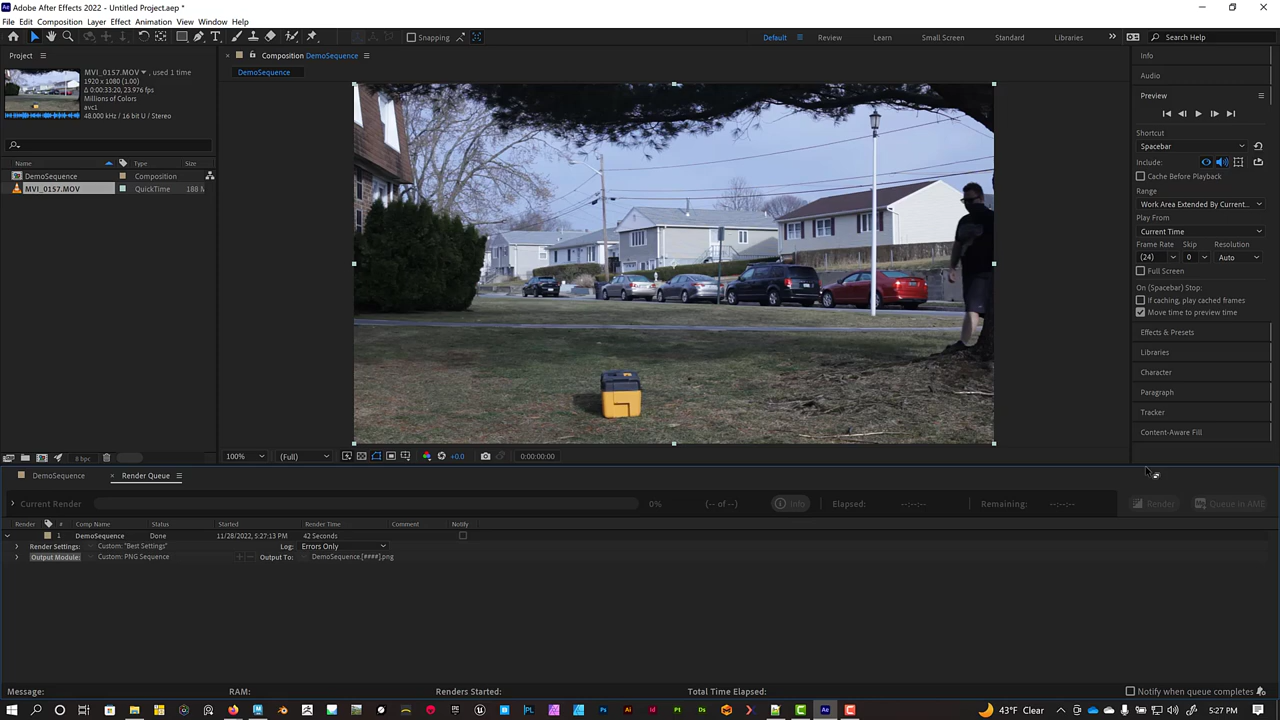 Adobe After Effects 2022 - Untitled Project.aep *
File Edit Composition Layer Effect Animation View Window Help
Snapping
Default Review Learn Small Screen Standard Libraries Search Help
Project
MVI_0157.MOV , used 1 time
1920 x 1080 (1.00)
Δ 0:00:33:20, 23.976 fps
Millions of Colors
avc1
48.000 kHz / 16 bit U / Stereo
Name Type Size
DemoSequence Composition
MVI_0157.MOV QuickTime 188 M
8 bpc
Composition DemoSequence
DemoSequence
100% (Full) +0.0 0:00:00:00
Info
Audio
Preview
Shortcut
Spacebar
Include:
Cache Before Playback
Range
Work Area Extended By Current...
Play From
Current Time
Frame Rate Skip Resolution
(24) 0 Auto
Full Screen
On (Spacebar) Stop:
If caching, play cached frames
Move time to preview time
Effects & Presets
Libraries
Character
Paragraph
Tracker
Content-Aware Fill
DemoSequence Render Queue
Current Render 0% (-- of --) Info Elapsed: --:--:-- Remaining: --:--:-- Render Queue in AME
Render # Comp Name Status Started Render Time Comment Notify
1 DemoSequence Done 11/28/2022, 5:27:13 PM 42 Seconds
Render Settings: Custom: "Best Settings" Log: Errors Only
Output Module: Custom: PNG Sequence Output To: DemoSequence.[####].png
Message: RAM: Renders Started: Total Time Elapsed: Notify when queue completes
43°F Clear 5:27 PM